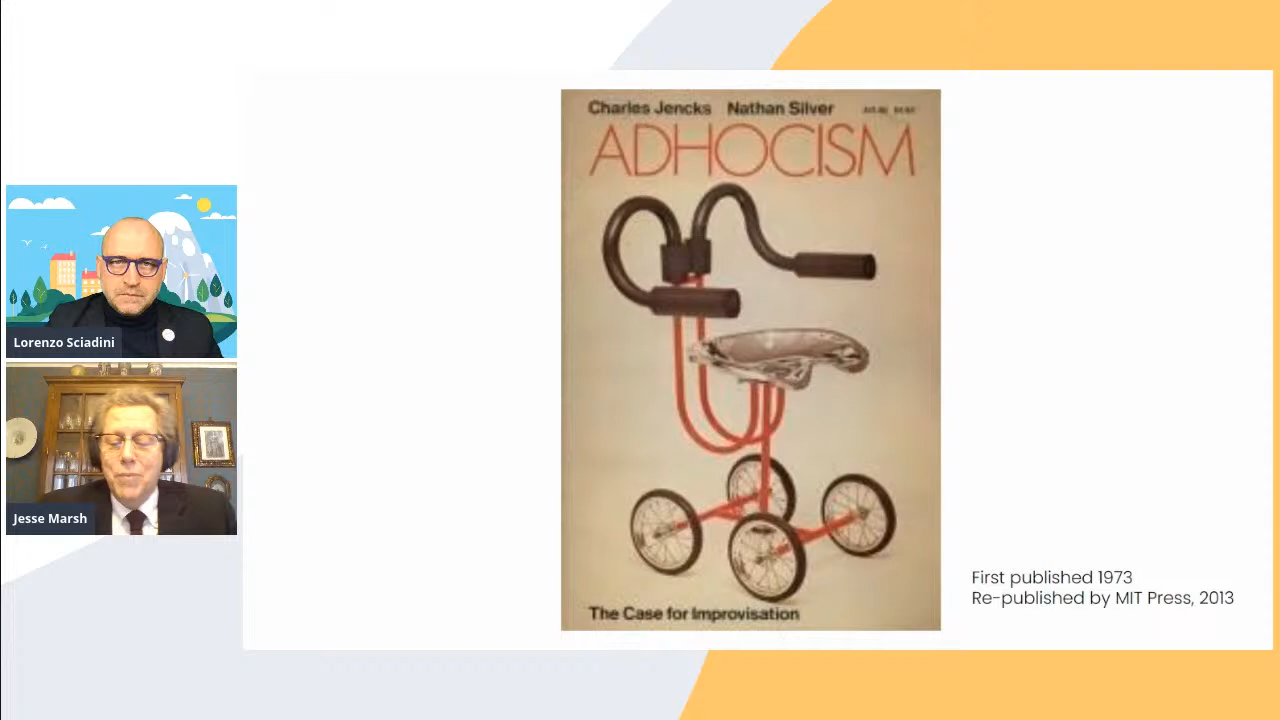 Charles Jencks Nathan Silver
ADHOCISM
The Case for Improvisation
First published 1973
Re-published by MIT Press, 2013
Lorenzo Sciadini
Jesse Marsh